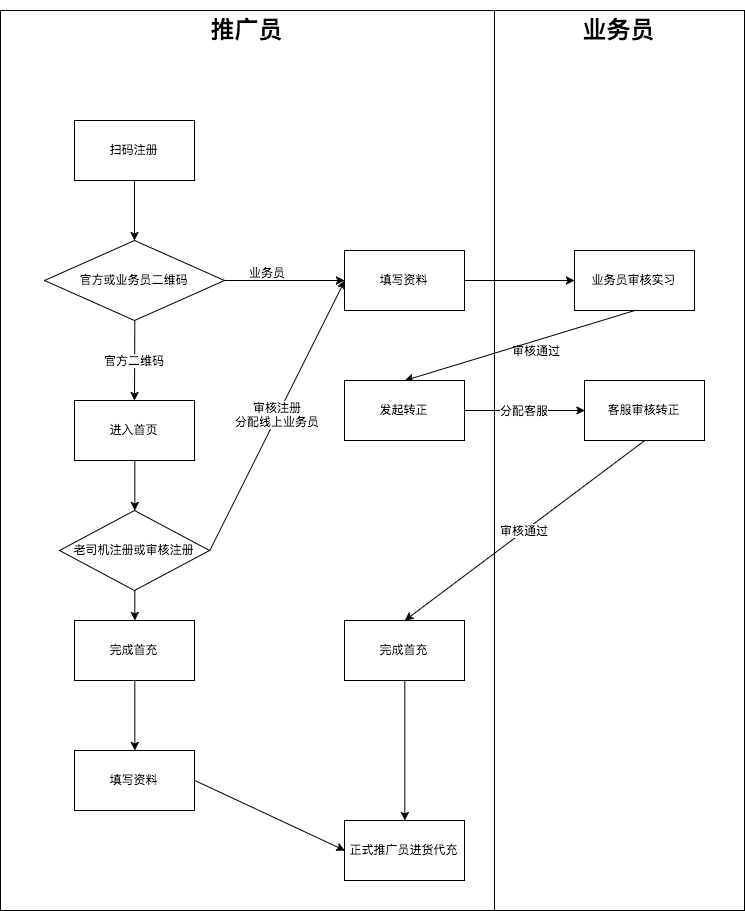 推广员
业务员
扫码注册
官方或业务员二维码
业务员
填写资料
业务员审核实习
审核通过
官方二维码
发起转正
分配客服
客服审核转正
进入首页
审核注册
分配线上业务员
审核通过
老司机注册或审核注册
完成首充
完成首充
填写资料
正式推广员进货代充